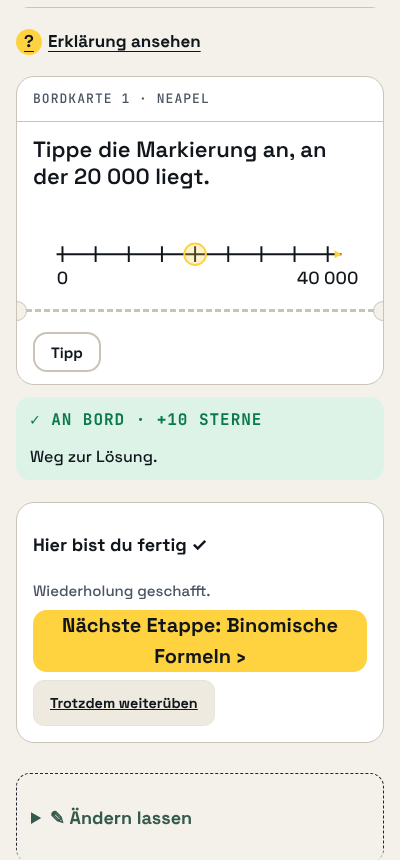 ? Erklärung ansehen
BORDKARTE 1 · NEAPEL
Tippe die Markierung an, an
der 20 000 liegt.
0 40 000
Tipp
✓ AN BORD · +10 STERNE
Weg zur Lösung.
Hier bist du fertig ✓
Wiederholung geschafft.
Nächste Etappe: Binomische
Formeln >
Trotzdem weiterüben
▶ ✎ Ändern lassen